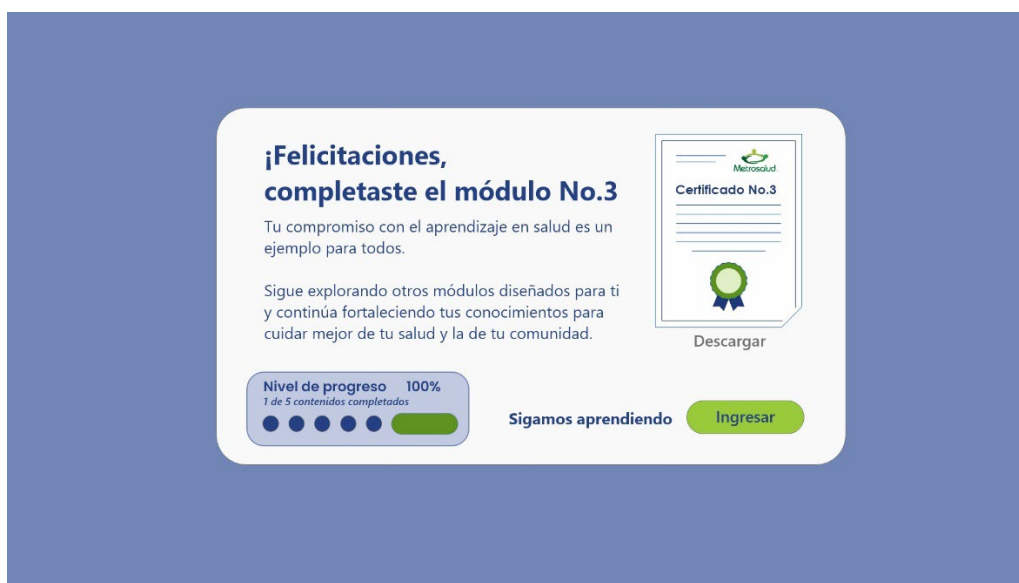 ¡Felicitaciones,
completaste el módulo No.3
Tu compromiso con el aprendizaje en salud es un
ejemplo para todos.
Sigue explorando otros módulos diseñados para ti
y continúa fortaleciendo tus conocimientos para
cuidar mejor de tu salud y la de tu comunidad.
Metrosalud
Certificado No.3
Descargar
Nivel de progreso 100%
1 de 5 contenidos completados
Sigamos aprendiendo
Ingresar